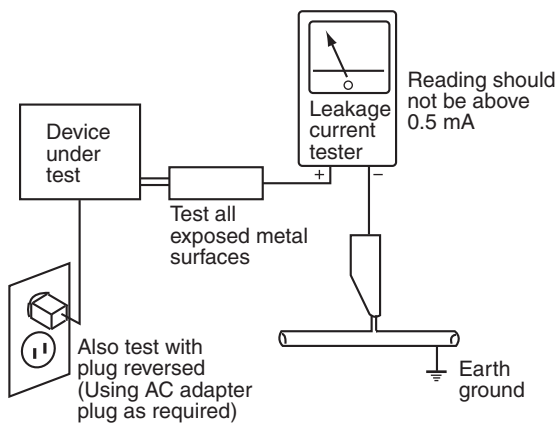 Device
under
test
Leakage
current
tester
Reading should
not be above
0.5 mA
+
–
Test all
exposed metal
surfaces
Also test with
plug reversed
(Using AC adapter
plug as required)
Earth
ground